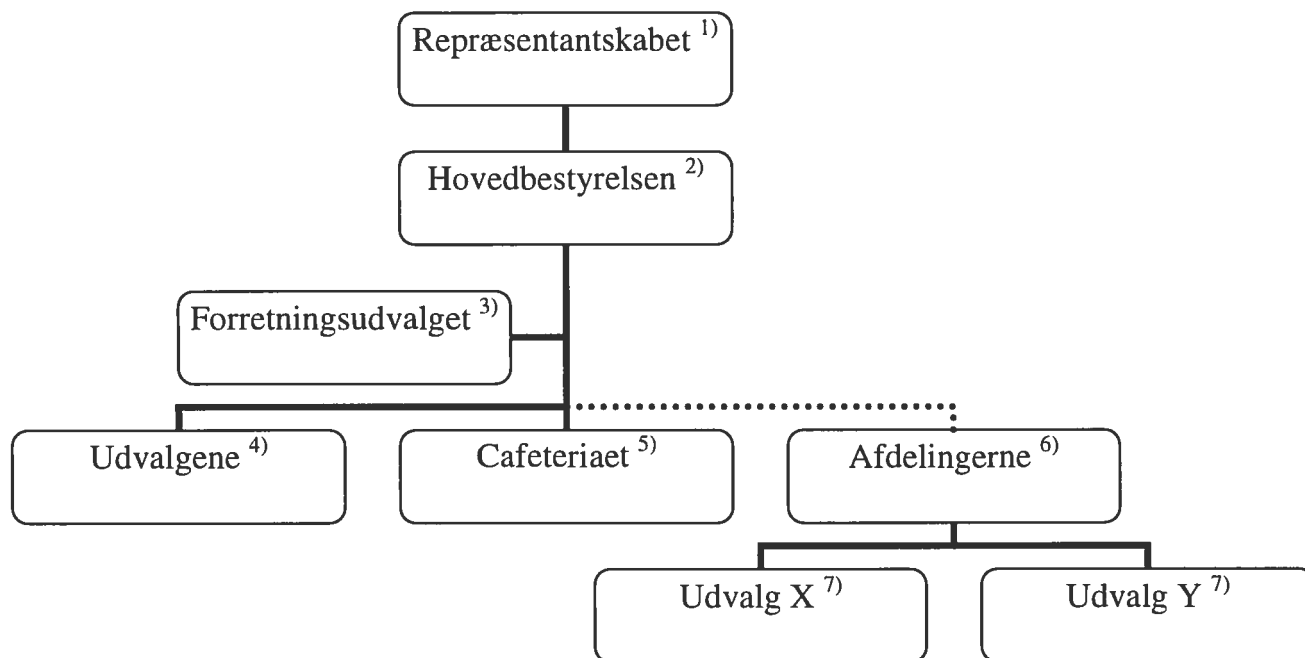 Repræsentantskabet 1)
Hovedbestyrelsen 2)
Forretningsudvalget 3)
Udvalgene 4)
Cafeteriaet 5)
Afdelingerne 6)
Udvalg X 7)
Udvalg Y 7)